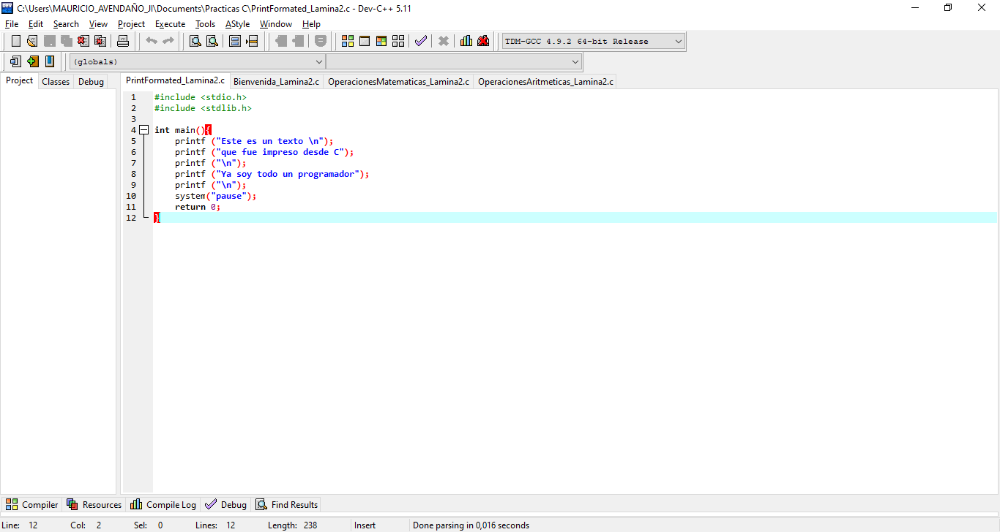 C:\Users\MAURICIO_AVENDAÑO_JI\Documents\Practicas C\PrintFormated_Lamina2.c - Dev-C++ 5.11
File Edit Search View Project Execute Tools AStyle Window Help
TDM-GCC 4.9.2 64-bit Release
(globals)
Project Classes Debug
PrintFormated_Lamina2.c Bienvenida_Lamina2.c OperacionesMatematicas_Lamina2.c OperacionesAritmeticas_Lamina2.c
1 #include <stdio.h>
2 #include <stdlib.h>
3
4 int main(){
5 printf ("Este es un texto \n");
6 printf ("que fue impreso desde C");
7 printf ("\n");
8 printf ("Ya soy todo un programador");
9 printf ("\n");
10 system("pause");
11 return 0;
12 }
Compiler Resources Compile Log Debug Find Results
Line: 12 Col: 2 Sel: 0 Lines: 12 Length: 238 Insert Done parsing in 0,016 seconds